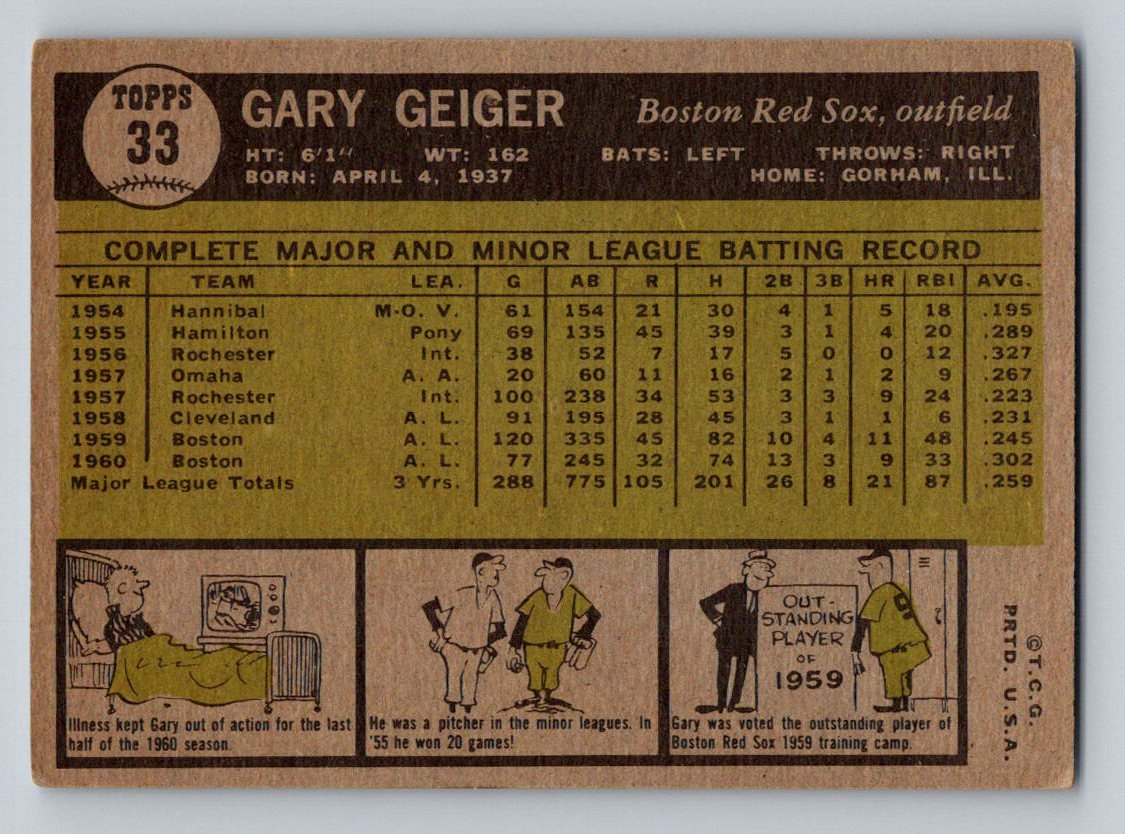 TOPPS
33
GARY GEIGER Boston Red Sox, outfield
HT: 6'1" WT: 162 BATS: LEFT THROWS: RIGHT
BORN: APRIL 4, 1937 HOME: GORHAM, ILL.
COMPLETE MAJOR AND MINOR LEAGUE BATTING RECORD
YEAR TEAM LEA. G AB R H 2B 3B HR RBI AVG.
1954 Hannibal M-O. V. 61 154 21 30 4 1 5 18 .195
1955 Hamilton Pony 69 135 45 39 3 1 4 20 .289
1956 Rochester Int. 38 52 7 17 5 0 0 12 .327
1957 Omaha A. A. 20 60 11 16 2 1 2 9 .267
1957 Rochester Int. 100 238 34 53 3 3 9 24 .223
1958 Cleveland A. L. 91 195 28 45 3 1 1 6 .231
1959 Boston A. L. 120 335 45 82 10 4 11 48 .245
1960 Boston A. L. 77 245 32 74 13 3 9 33 .302
Major League Totals 3 Yrs. 288 775 105 201 26 8 21 87 .259
Illness kept Gary out of action for the last
half of the 1960 season.
He was a pitcher in the minor leagues. In
'55 he won 20 games!
OUT-
STANDING
PLAYER
OF
1959
Gary was voted the outstanding player of
Boston Red Sox 1959 training camp.
©T.C.G.
PRTD. U.S.A.